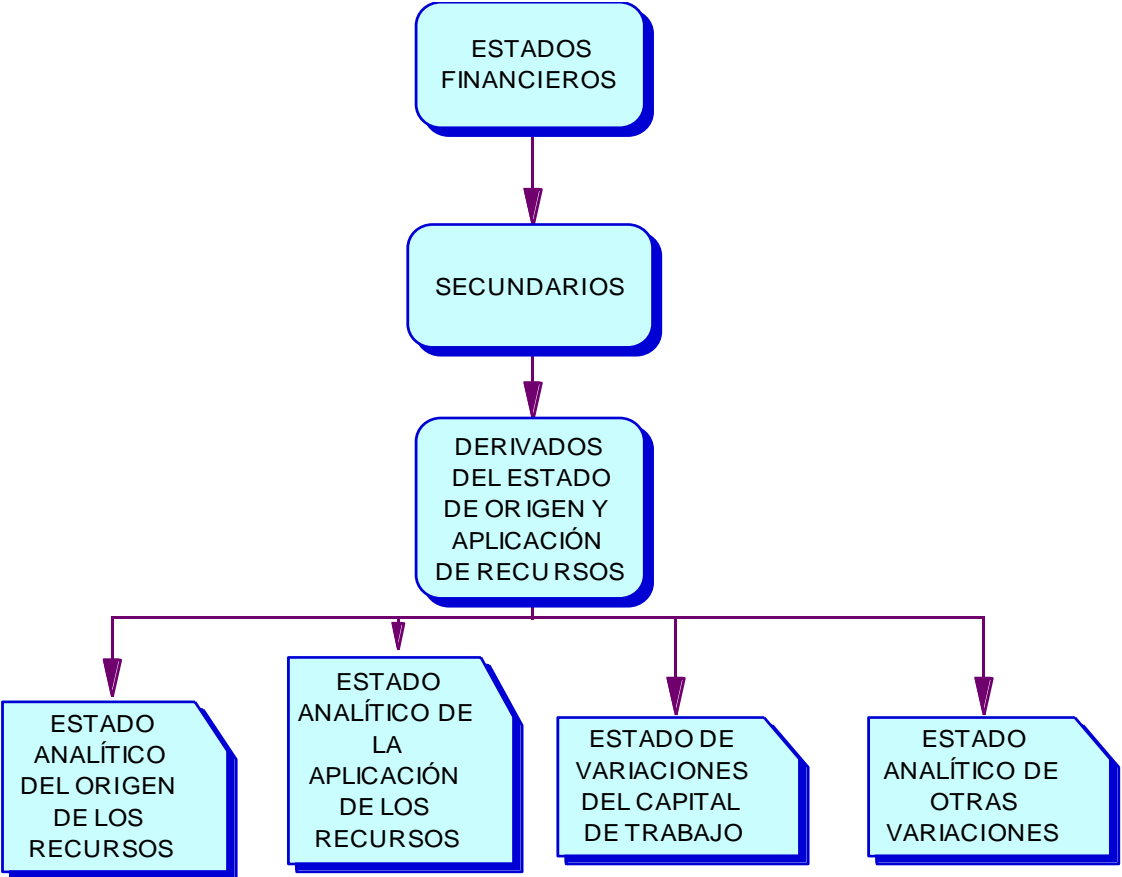 ESTADOS
FINANCIEROS
SECUNDARIOS
DERIVADOS
DEL ESTADO
DE ORIGEN Y
APLICACIÓN
DE RECURSOS
ESTADO
ANALÍTICO
DEL ORIGEN
DE LOS
RECURSOS
ESTADO
ANALÍTICO DE
LA
APLICACIÓN
DE LOS
RECURSOS
ESTADO DE
VARIACIONES
DEL CAPITAL
DE TRABAJO
ESTADO
ANALÍTICO DE
OTRAS
VARIACIONES